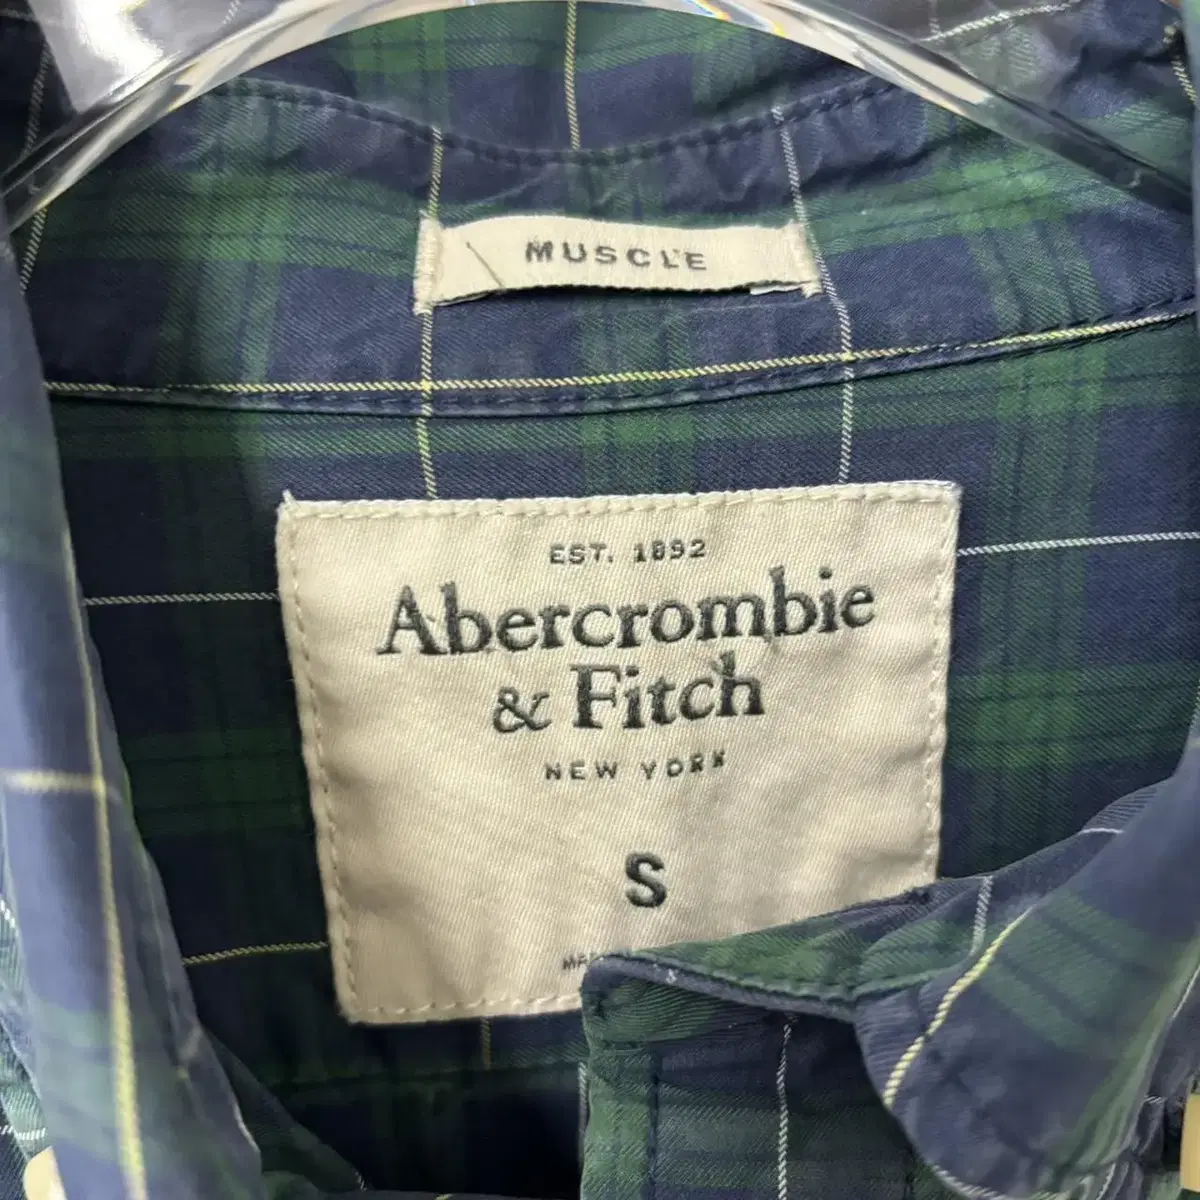 MUSCLE
EST. 1892
Abercrombie
& Fitch
NEW YORK
S